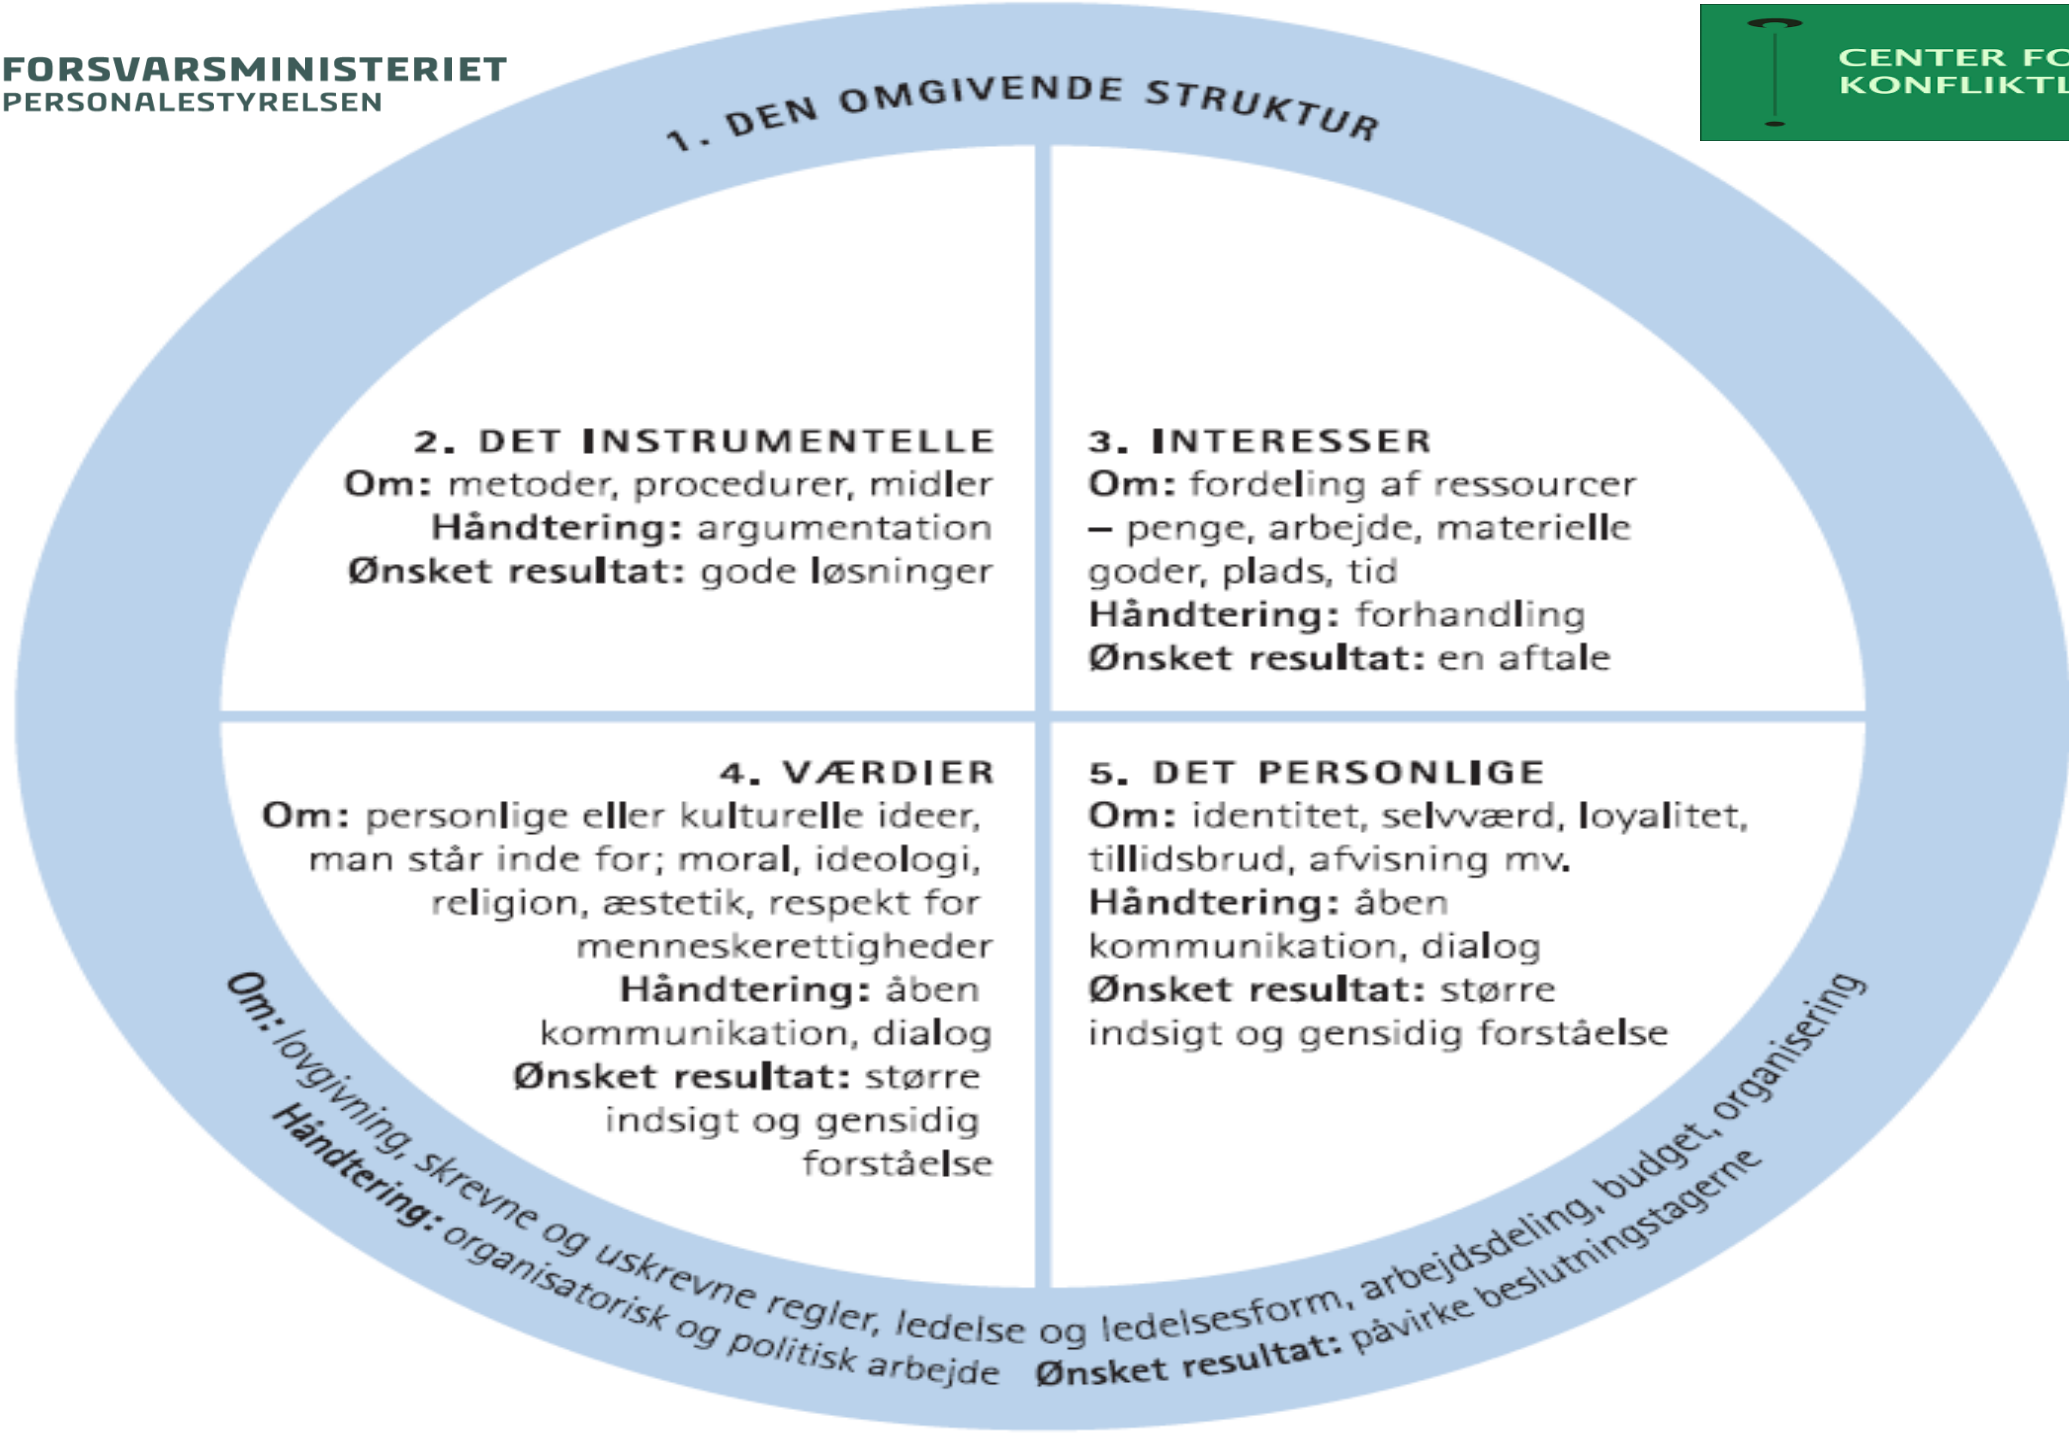 FORSVARSMINISTERIET
PERSONALESTYRELSEN
CENTER FO
KONFLIKTL
1. DEN OMGIVENDE STRUKTUR
2. DET INSTRUMENTELLE
Om: metoder, procedurer, midler
Håndtering: argumentation
Ønsket resultat: gode løsninger
3. INTERESSER
Om: fordeling af ressourcer
– penge, arbejde, materielle
goder, plads, tid
Håndtering: forhandling
Ønsket resultat: en aftale
4. VÆRDIER
Om: personlige eller kulturelle ideer,
man står inde for; moral, ideologi,
religion, æstetik, respekt for
menneskerettigheder
Håndtering: åben
kommunikation, dialog
Ønsket resultat: større
indsigt og gensidig
forståelse
5. DET PERSONLIGE
Om: identitet, selvværd, loyalitet,
tillidsbrud, afvisning mv.
Håndtering: åben
kommunikation, dialog
Ønsket resultat: større
indsigt og gensidig forståelse
Om: lovgivning, skrevne og uskrevne regler, ledelse og ledelsesform, arbejdsdeling, budget, organisering
Håndtering: organisatorisk og politisk arbejde Ønsket resultat: påvirke beslutningstagerne